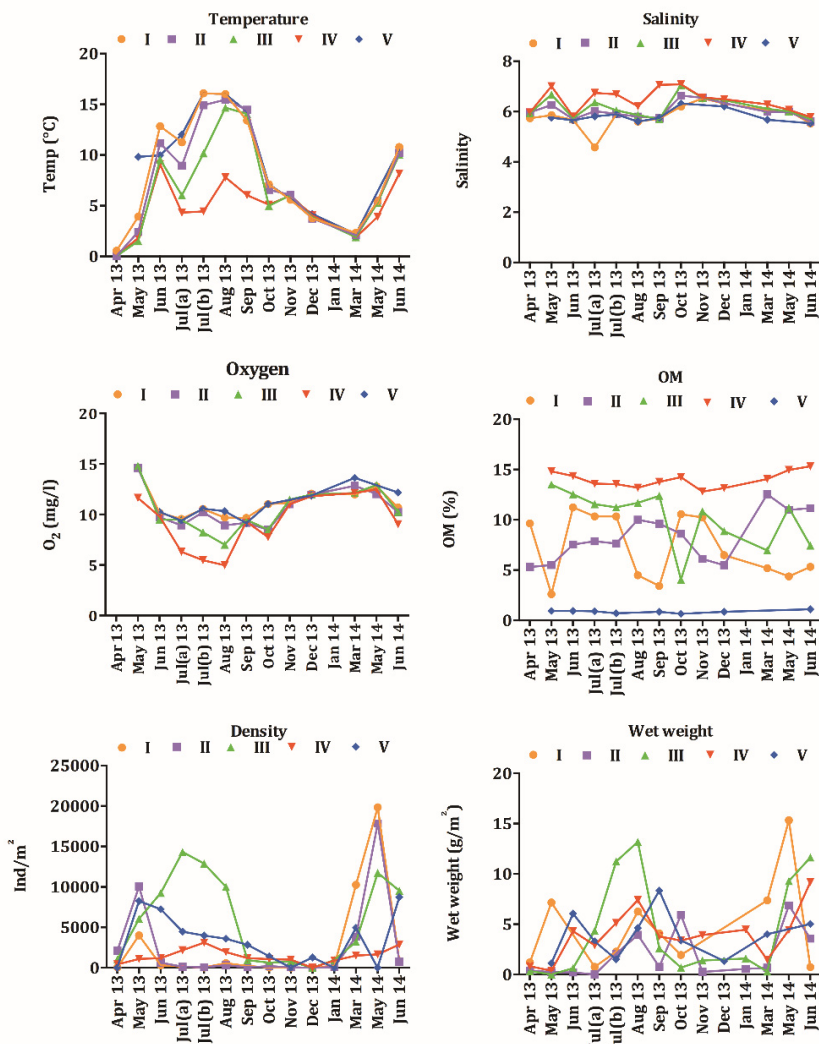 Temperature
I II III IV V
Temp (°C)
20
15
10
5
0
Apr 13
May 13
Jun 13
Jul(a) 13
Jul(b) 13
Aug 13
Sep 13
Oct 13
Nov 13
Dec 13
Jan 14
Mar 14
May 14
Jun 14
Salinity
I II III IV V
Salinity
8
6
4
2
0
Apr 13
May 13
Jun 13
Jul(a) 13
Jul(b) 13
Aug 13
Sep 13
Oct 13
Nov 13
Dec 13
Jan 14
Mar 14
May 14
Jun 14
Oxygen
I II III IV V
O₂ (mg/l)
20
15
10
5
0
Apr 13
May 13
Jun 13
Jul(a) 13
Jul(b) 13
Aug 13
Sep 13
Oct 13
Nov 13
Dec 13
Jan 14
Mar 14
May 14
Jun 14
OM
I II III IV V
OM (%)
20
15
10
5
0
Apr 13
May 13
Jun 13
Jul(a) 13
Jul(b) 13
Aug 13
Sep 13
Oct 13
Nov 13
Dec 13
Jan 14
Mar 14
May 14
Jun 14
Density
I II III IV V
Ind/m²
25000
20000
15000
10000
5000
0
Apr 13
May 13
Jun 13
Jul(a) 13
Jul(b) 13
Aug 13
Sep 13
Oct 13
Nov 13
Dec 13
Jan 14
Mar 14
May 14
Jun 14
Wet weight
I II III IV V
Wet weight (g/m²)
20
15
10
5
0
Apr 13
May 13
Jun 13
ul(a) 13
ul(b) 13
Aug 13
Sep 13
Oct 13
Nov 13
Dec 13
Jan 14
Mar 14
May 14
Jun 14